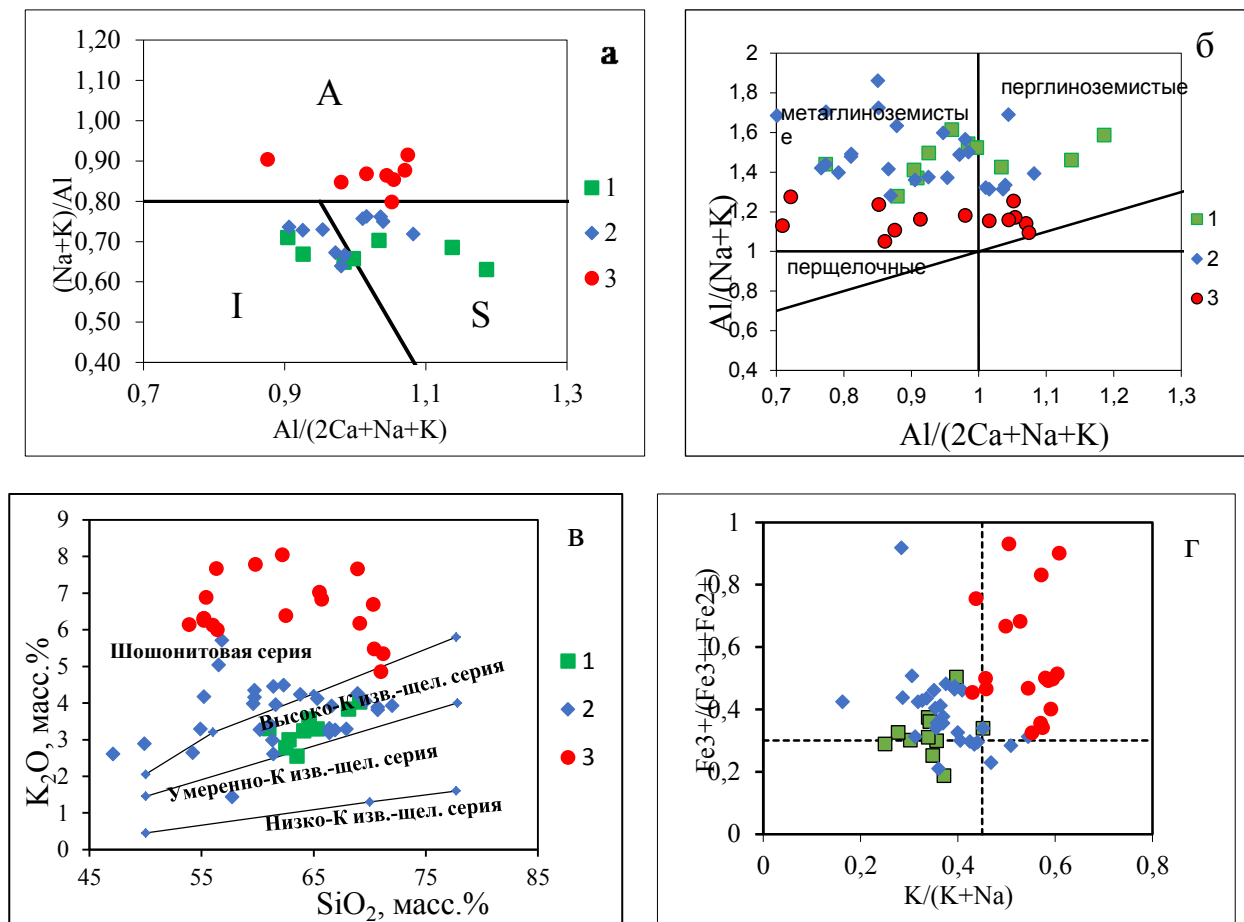 а
1,20
1,10
1,00
0,90
0,80
0,70
0,60
0,50
0,40
(Na+K)/Al
A
I
S
0,7
0,9
1,1
1,3
Al/(2Ca+Na+K)
1
2
3
б
2
1,8
1,6
1,4
1,2
1
0,8
0,6
0,4
Al/(Na+K)
перглиноземистые
метаглиноземисты
е
перщелочные
0,7
0,8
0,9
1
1,1
1,2
1,3
Al/(2Ca+Na+K)
1
2
3
в
9
8
7
6
5
4
3
2
1
0
K₂O, масс.%
Шошонитовая серия
Высоко-К изв.-щел. серия
Умеренно-К изв.-щел. серия
Низко-К изв.-щел. серия
45
55
65
75
85
SiO₂, масс.%
1
2
3
г
1
0,8
0,6
0,4
0,2
0
Fe3+/(Fe3++Fe2+)
0
0,2
0,4
0,6
0,8
K/(K+Na)